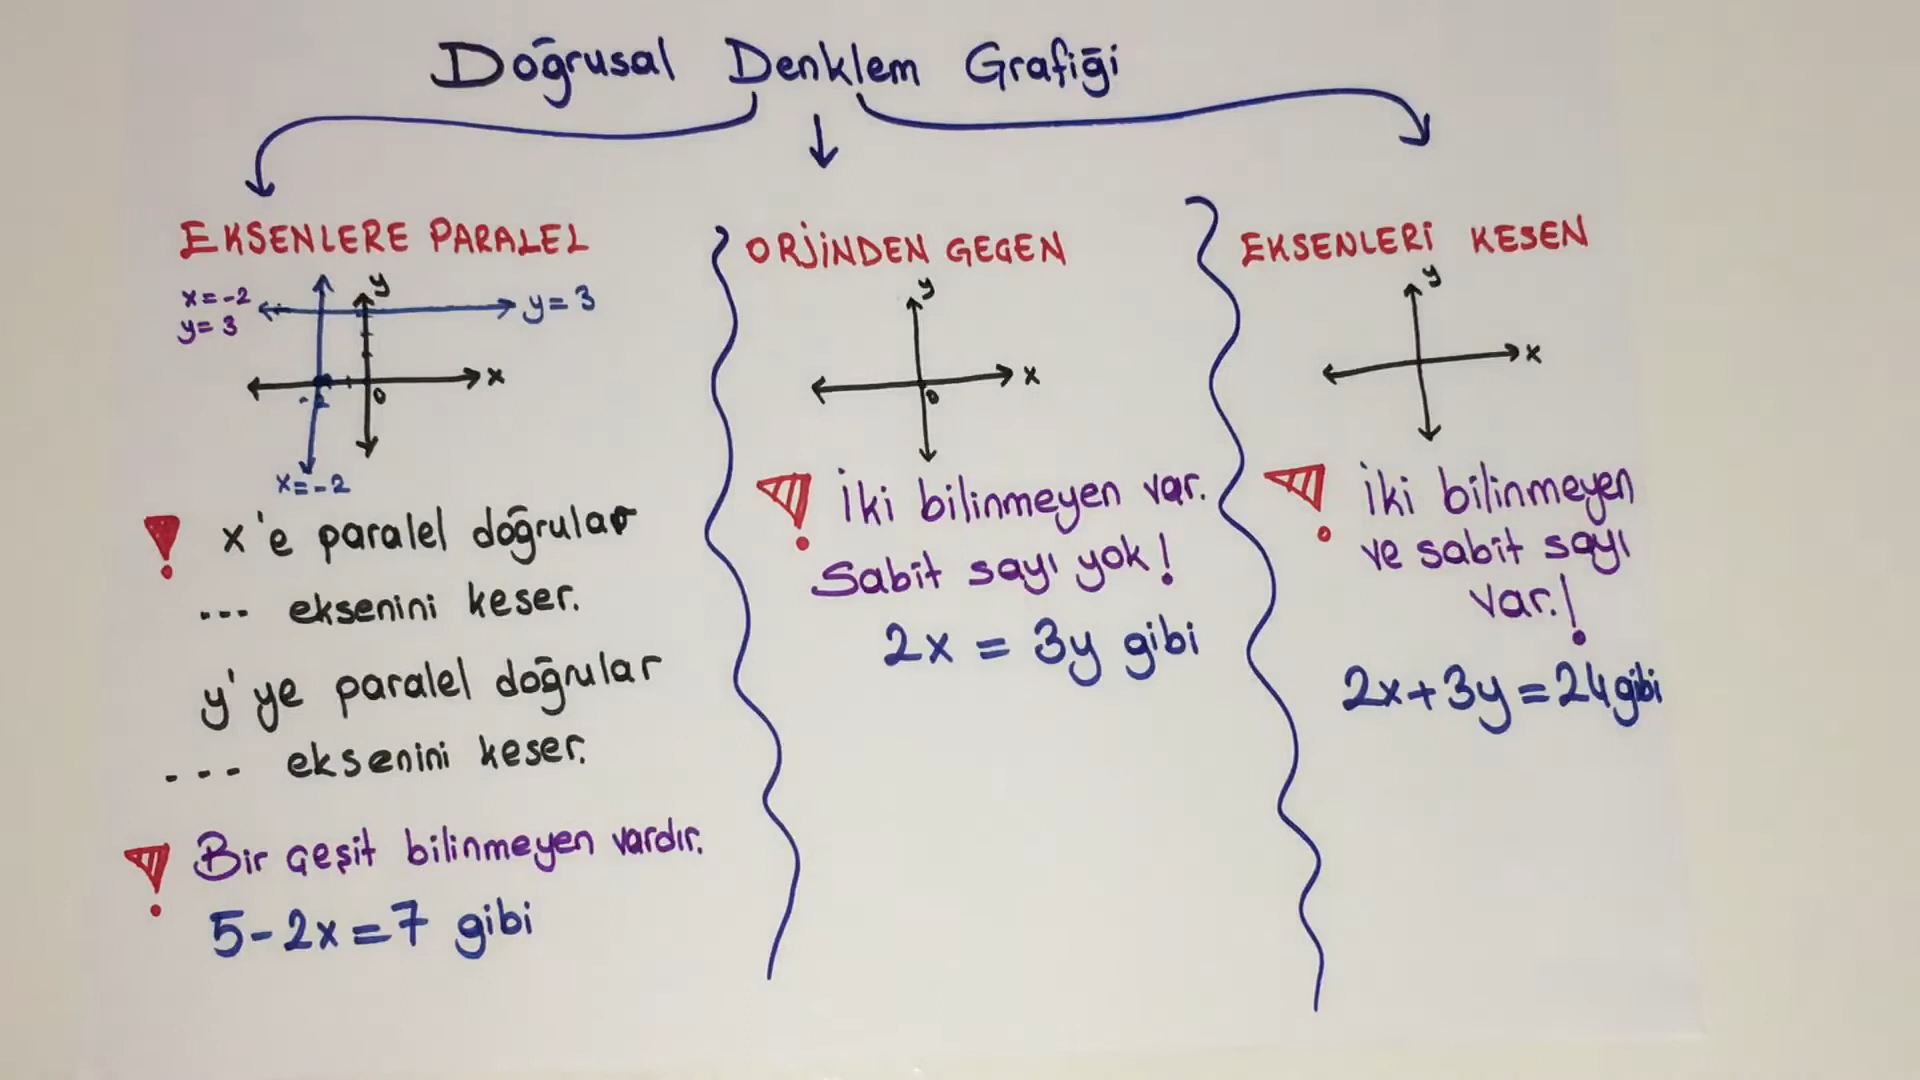 Doğrusal Denklem Grafiği
EKSENLERE PARALEL
x=-2
y=3
y
y=3
x
-2
0
x=-2
x'e paralel doğrular
--- eksenini keser.
y'ye paralel doğrular
--- eksenini keser.
Bir çeşit bilinmeyen vardır.
5-2x=7 gibi
ORJİNDEN GEÇEN
y
x
0
İki bilinmeyen var.
Sabit sayı yok!
2x = 3y gibi
EKSENLERİ KESEN
y
x
İki bilinmeyen
ve sabit sayı
var.!
2x+3y=24 gibi